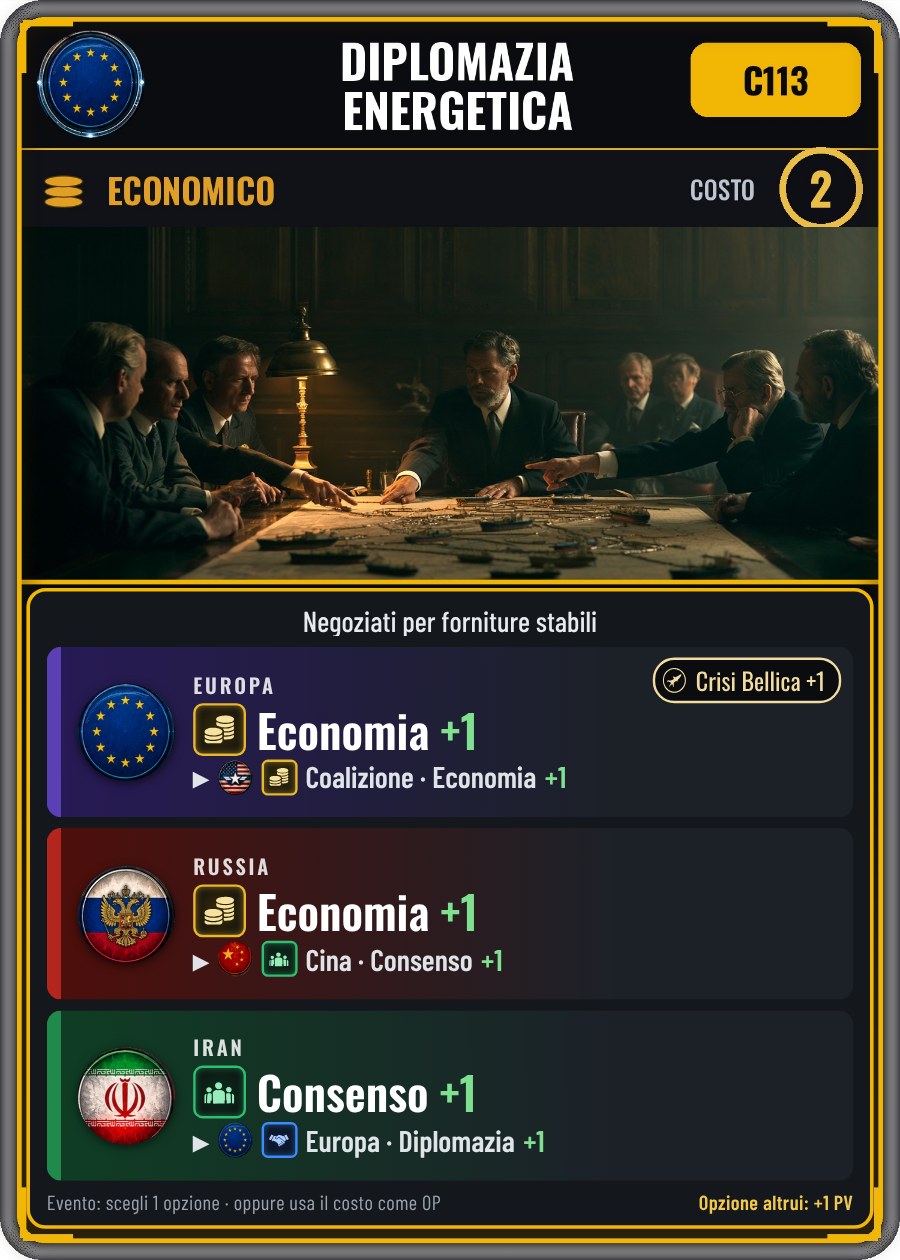 DIPLOMAZIA
ENERGETICA
C113
ECONOMICO
COSTO
2
Negoziati per forniture stabili
EUROPA
Crisi Bellica +1
Economia +1
▶ Coalizione · Economia +1
RUSSIA
Economia +1
▶ Cina · Consenso +1
IRAN
Consenso +1
▶ Europa · Diplomazia +1
Evento: scegli 1 opzione · oppure usa il costo come OP
Opzione altrui: +1 PV